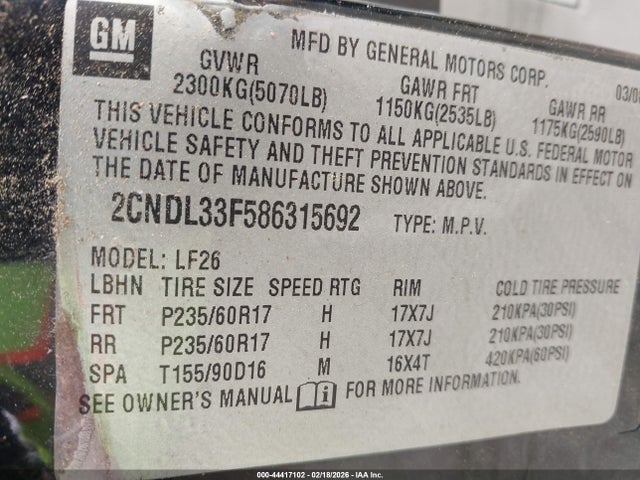 GM
MFD BY GENERAL MOTORS CORP. 03/0
GVWR GAWR FRT GAWR RR
2300KG(5070LB) 1150KG(2535LB) 1175KG(2590LB)
THIS VEHICLE CONFORMS TO ALL APPLICABLE U.S. FEDERAL MOTOR
VEHICLE SAFETY AND THEFT PREVENTION STANDARDS IN EFFECT ON
THE DATE OF MANUFACTURE SHOWN ABOVE.
2CNDL33F586315692 TYPE: M.P.V.
MODEL: LF26
LBHN TIRE SIZE SPEED RTG RIM COLD TIRE PRESSURE
FRT P235/60R17 H 17X7J 210KPA(30PSI)
RR P235/60R17 H 17X7J 210KPA(30PSI)
SPA T155/90D16 M 16X4T 420KPA(60PSI)
SEE OWNER'S MANUAL i FOR MORE INFORMATION.
000-44417102 - 02/18/2026 - IAA Inc.